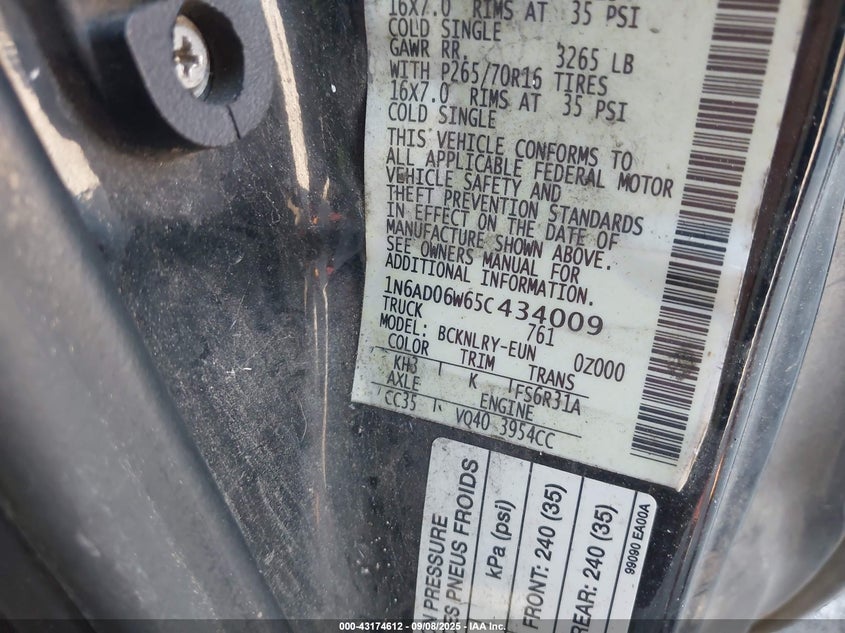 16X7.0 RIMS AT 35 PSI
COLD SINGLE
GAWR RR 3265 LB
WITH P265/70R16 TIRES
16X7.0 RIMS AT 35 PSI
COLD SINGLE
THIS VEHICLE CONFORMS TO
ALL APPLICABLE FEDERAL MOTOR
VEHICLE SAFETY AND
THEFT PREVENTION STANDARDS
IN EFFECT ON THE DATE OF
MANUFACTURE SHOWN ABOVE.
SEE OWNERS MANUAL FOR
ADDITIONAL INFORMATION.
1N6AD06W65C434009
TRUCK 761
MODEL: BCKNLRY-EUN 0Z000
COLOR TRIM TRANS
KH3 K FS6R31A
AXLE ENGINE
CC35 VQ40 3954CC
PRESSURE
PNEUS FROIDS
kPa (psi)
FRONT: 240 (35)
REAR: 240 (35)
99090 EA00A
000-43174612 - 09/08/2025 - IAA Inc.